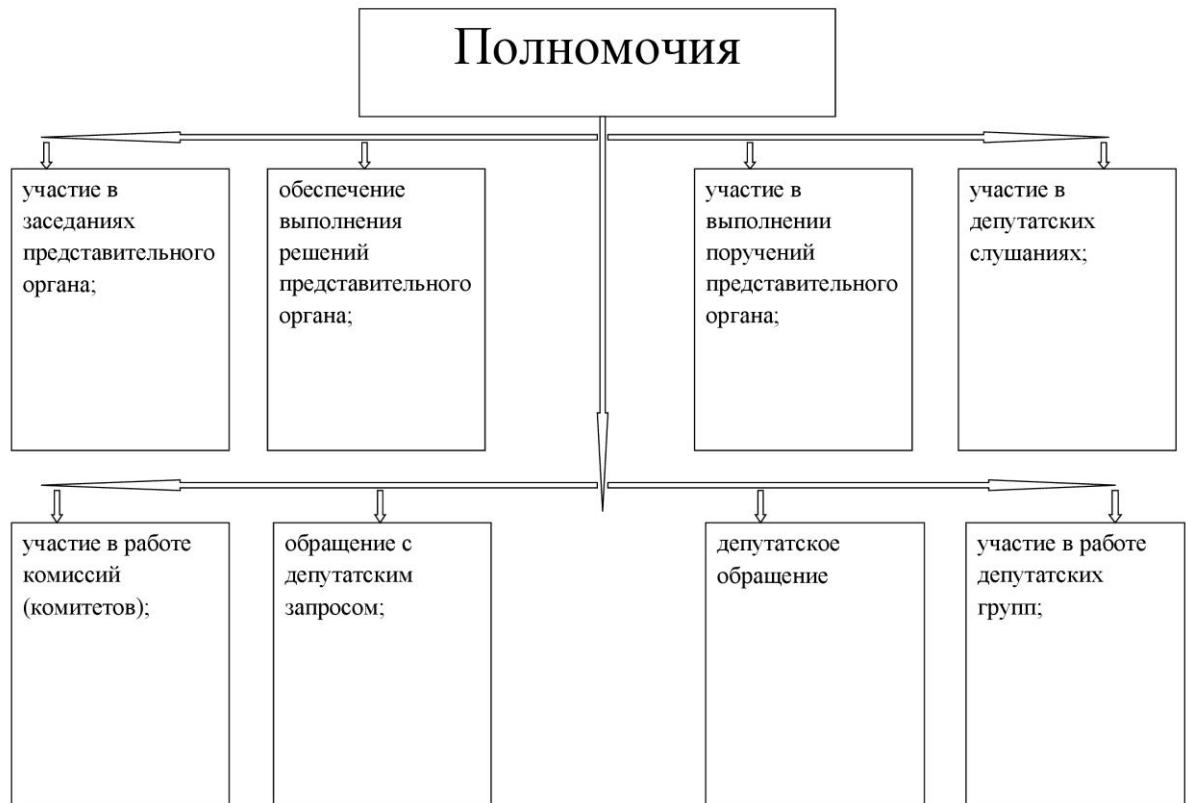 Полномочия
участие в
заседаниях
представительного
органа;
обеспечение
выполнения
решений
представительного
органа;
участие в
выполнении
поручений
представительного
органа;
участие в
депутатских
слушаниях;
участие в работе
комиссий
(комитетов);
обращение с
депутатским
запросом;
депутатское
обращение
участие в работе
депутатских
групп;